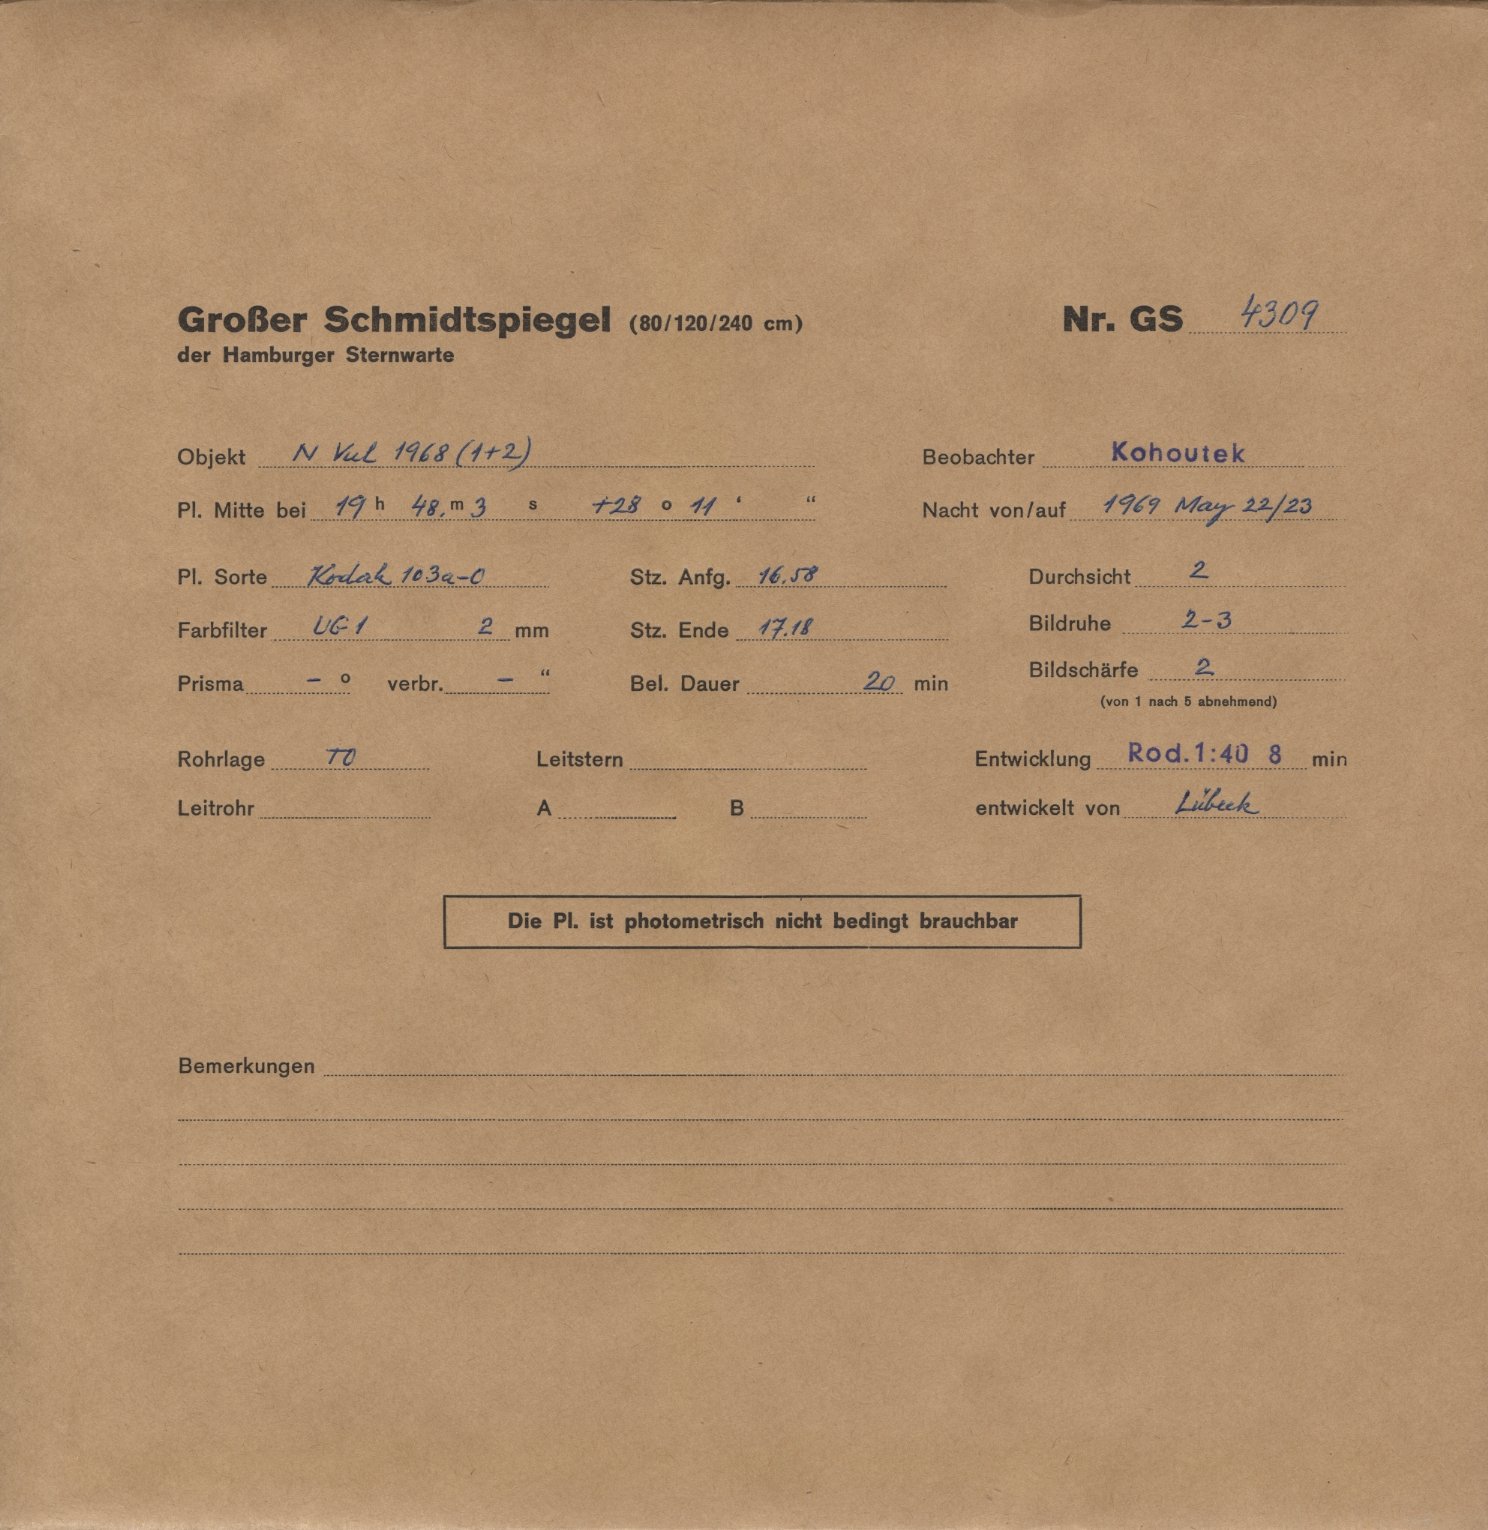 Großer Schmidtspiegel (80/120/240 cm) Nr. GS 4309
der Hamburger Sternwarte
Objekt N Vul 1968 (1+2) Beobachter Kohoutek
Pl. Mitte bei 19 h 48. m 3 s +28 o 11 ‘ “ Nacht von/auf 1969 May 22/23
Pl. Sorte Kodak 103a-O Stz. Anfg. 16.58 Durchsicht 2
Farbfilter UG1 2 mm Stz. Ende 17.18 Bildruhe 2-3
Prisma – o verbr. – “ Bel. Dauer 20 min Bildschärfe 2
(von 1 nach 5 abnehmend)
Rohrlage TO Leitstern Entwicklung Rod. 1:40 8 min
Leitrohr A B entwickelt von Lübeck
Die Pl. ist photometrisch nicht bedingt brauchbar
Bemerkungen